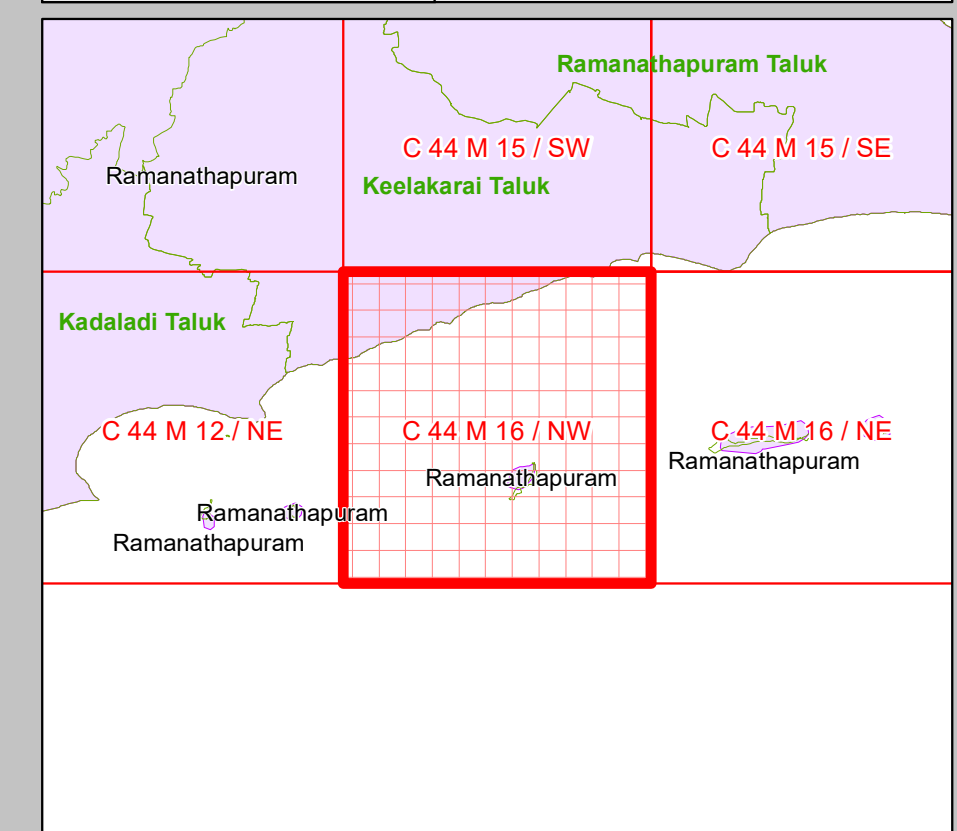 Ramanathapuram Taluk
C 44 M 15 / SW
C 44 M 15 / SE
Ramanathapuram
Keelakarai Taluk
Kadaladi Taluk
C 44 M 12 / NE
C 44 M 16 / NW
C 44 M 16 / NE
Ramanathapuram
Ramanathapuram
Ramanathapuram
Ramanathapuram